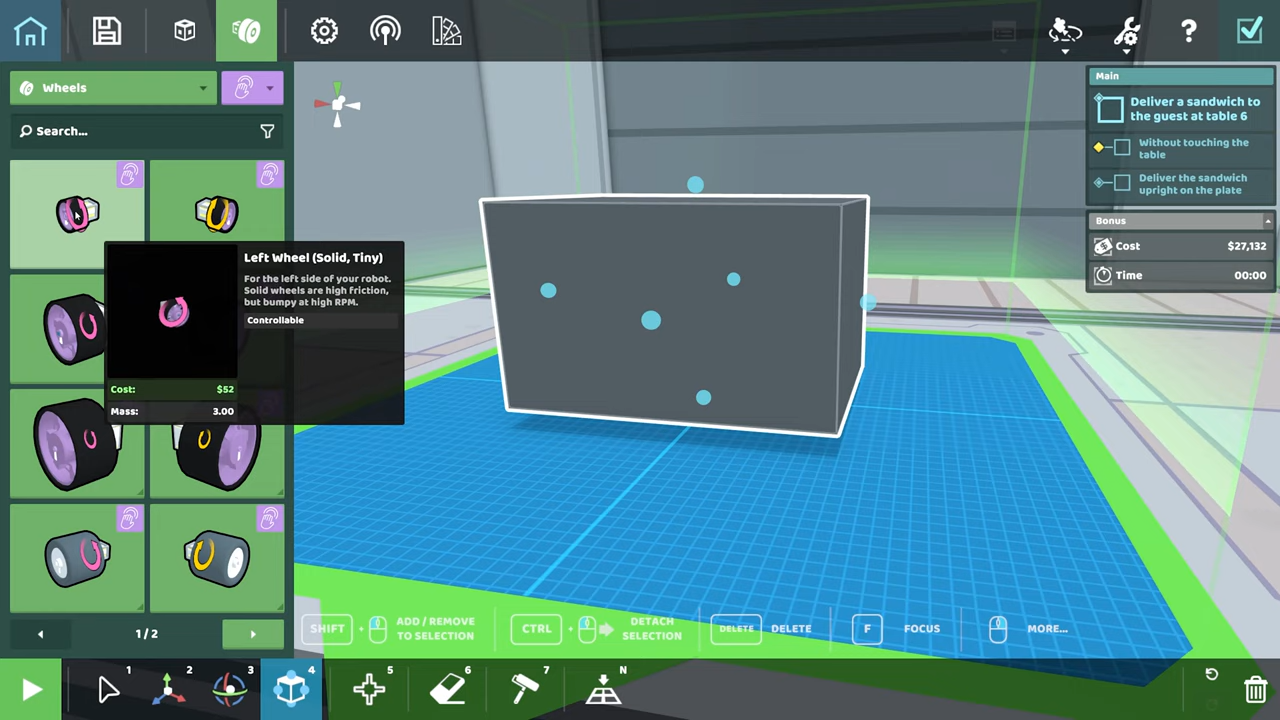 Wheels
Search...
Left Wheel (Solid, Tiny)
For the left side of your robot.
Solid wheels are high friction,
but bumpy at high RPM.
Controllable
Cost: $52
Mass: 3.00
1/2
Main
Deliver a sandwich to
the guest at table 6
Without touching the
table
Deliver the sandwich
upright on the plate
Bonus
Cost $27,132
Time 00:00
SHIFT + ADD / REMOVE
TO SELECTION
CTRL + DETACH
SELECTION
DELETE DELETE
F FOCUS
MORE...
1 2 3 4 5 6 7 N